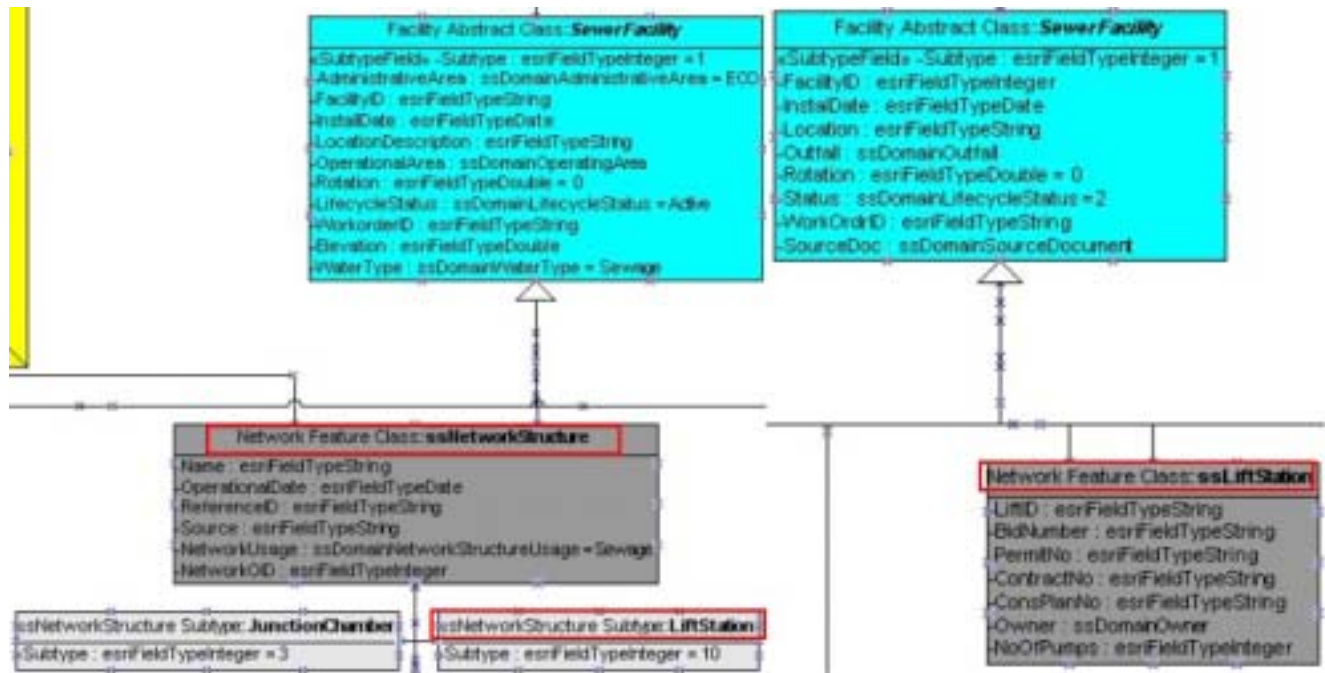 Facility Abstract Class: SewerFacility
«SubtypeField» -Subtype : esriFieldTypeInteger =1
-AdministrativeArea : ssDomainAdministrativeArea = ECO
-FacilityID : esriFieldTypeString
-InstallDate : esriFieldTypeDate
-LocationDescription : esriFieldTypeString
-OperationalArea : ssDomainOperatingArea
-Rotation : esriFieldTypeDouble = 0
-LifecycleStatus : ssDomainLifecycleStatus =Active
-WorkorderID : esriFieldTypeString
-Elevation : esriFieldTypeDouble
-WaterType : ssDomainWaterType = Sewage
Network Feature Class: ssNetworkStructure
-Name : esriFieldTypeString
-OperationalDate : esriFieldTypeDate
-ReferenceID : esriFieldTypeString
-Source : esriFieldTypeString
-NetworkUsage : ssDomainNetworkStructureUsage =Sewage
-NetworkOID : esriFieldTypeInteger
ssNetworkStructure Subtype: JunctionChamber
-Subtype : esriFieldTypeInteger = 3
ssNetworkStructure Subtype: LiftStation
-Subtype : esriFieldTypeInteger = 10
Facility Abstract Class: SewerFacility
«SubtypeField» -Subtype : esriFieldTypeInteger =1
-FacilityID : esriFieldTypeInteger
-InstalDate : esriFieldTypeDate
-Location : esriFieldTypeString
-Outfall : ssDomainOutfall
-Rotation : esriFieldTypeDouble = 0
-Status : ssDomainLifecycleStatus =2
-WorkOrdrID : esriFieldTypeString
-SourceDoc : ssDomainSourceDocument
Network Feature Class: ssLiftStation
-LiftID : esriFieldTypeString
-BidNumber : esriFieldTypeString
-PermitNo : esriFieldTypeString
-ContractNo : esriFieldTypeString
-ConsPlanNo : esriFieldTypeString
-Owner : ssDomainOwner
-NoOfPumps : esriFieldTypeInteger